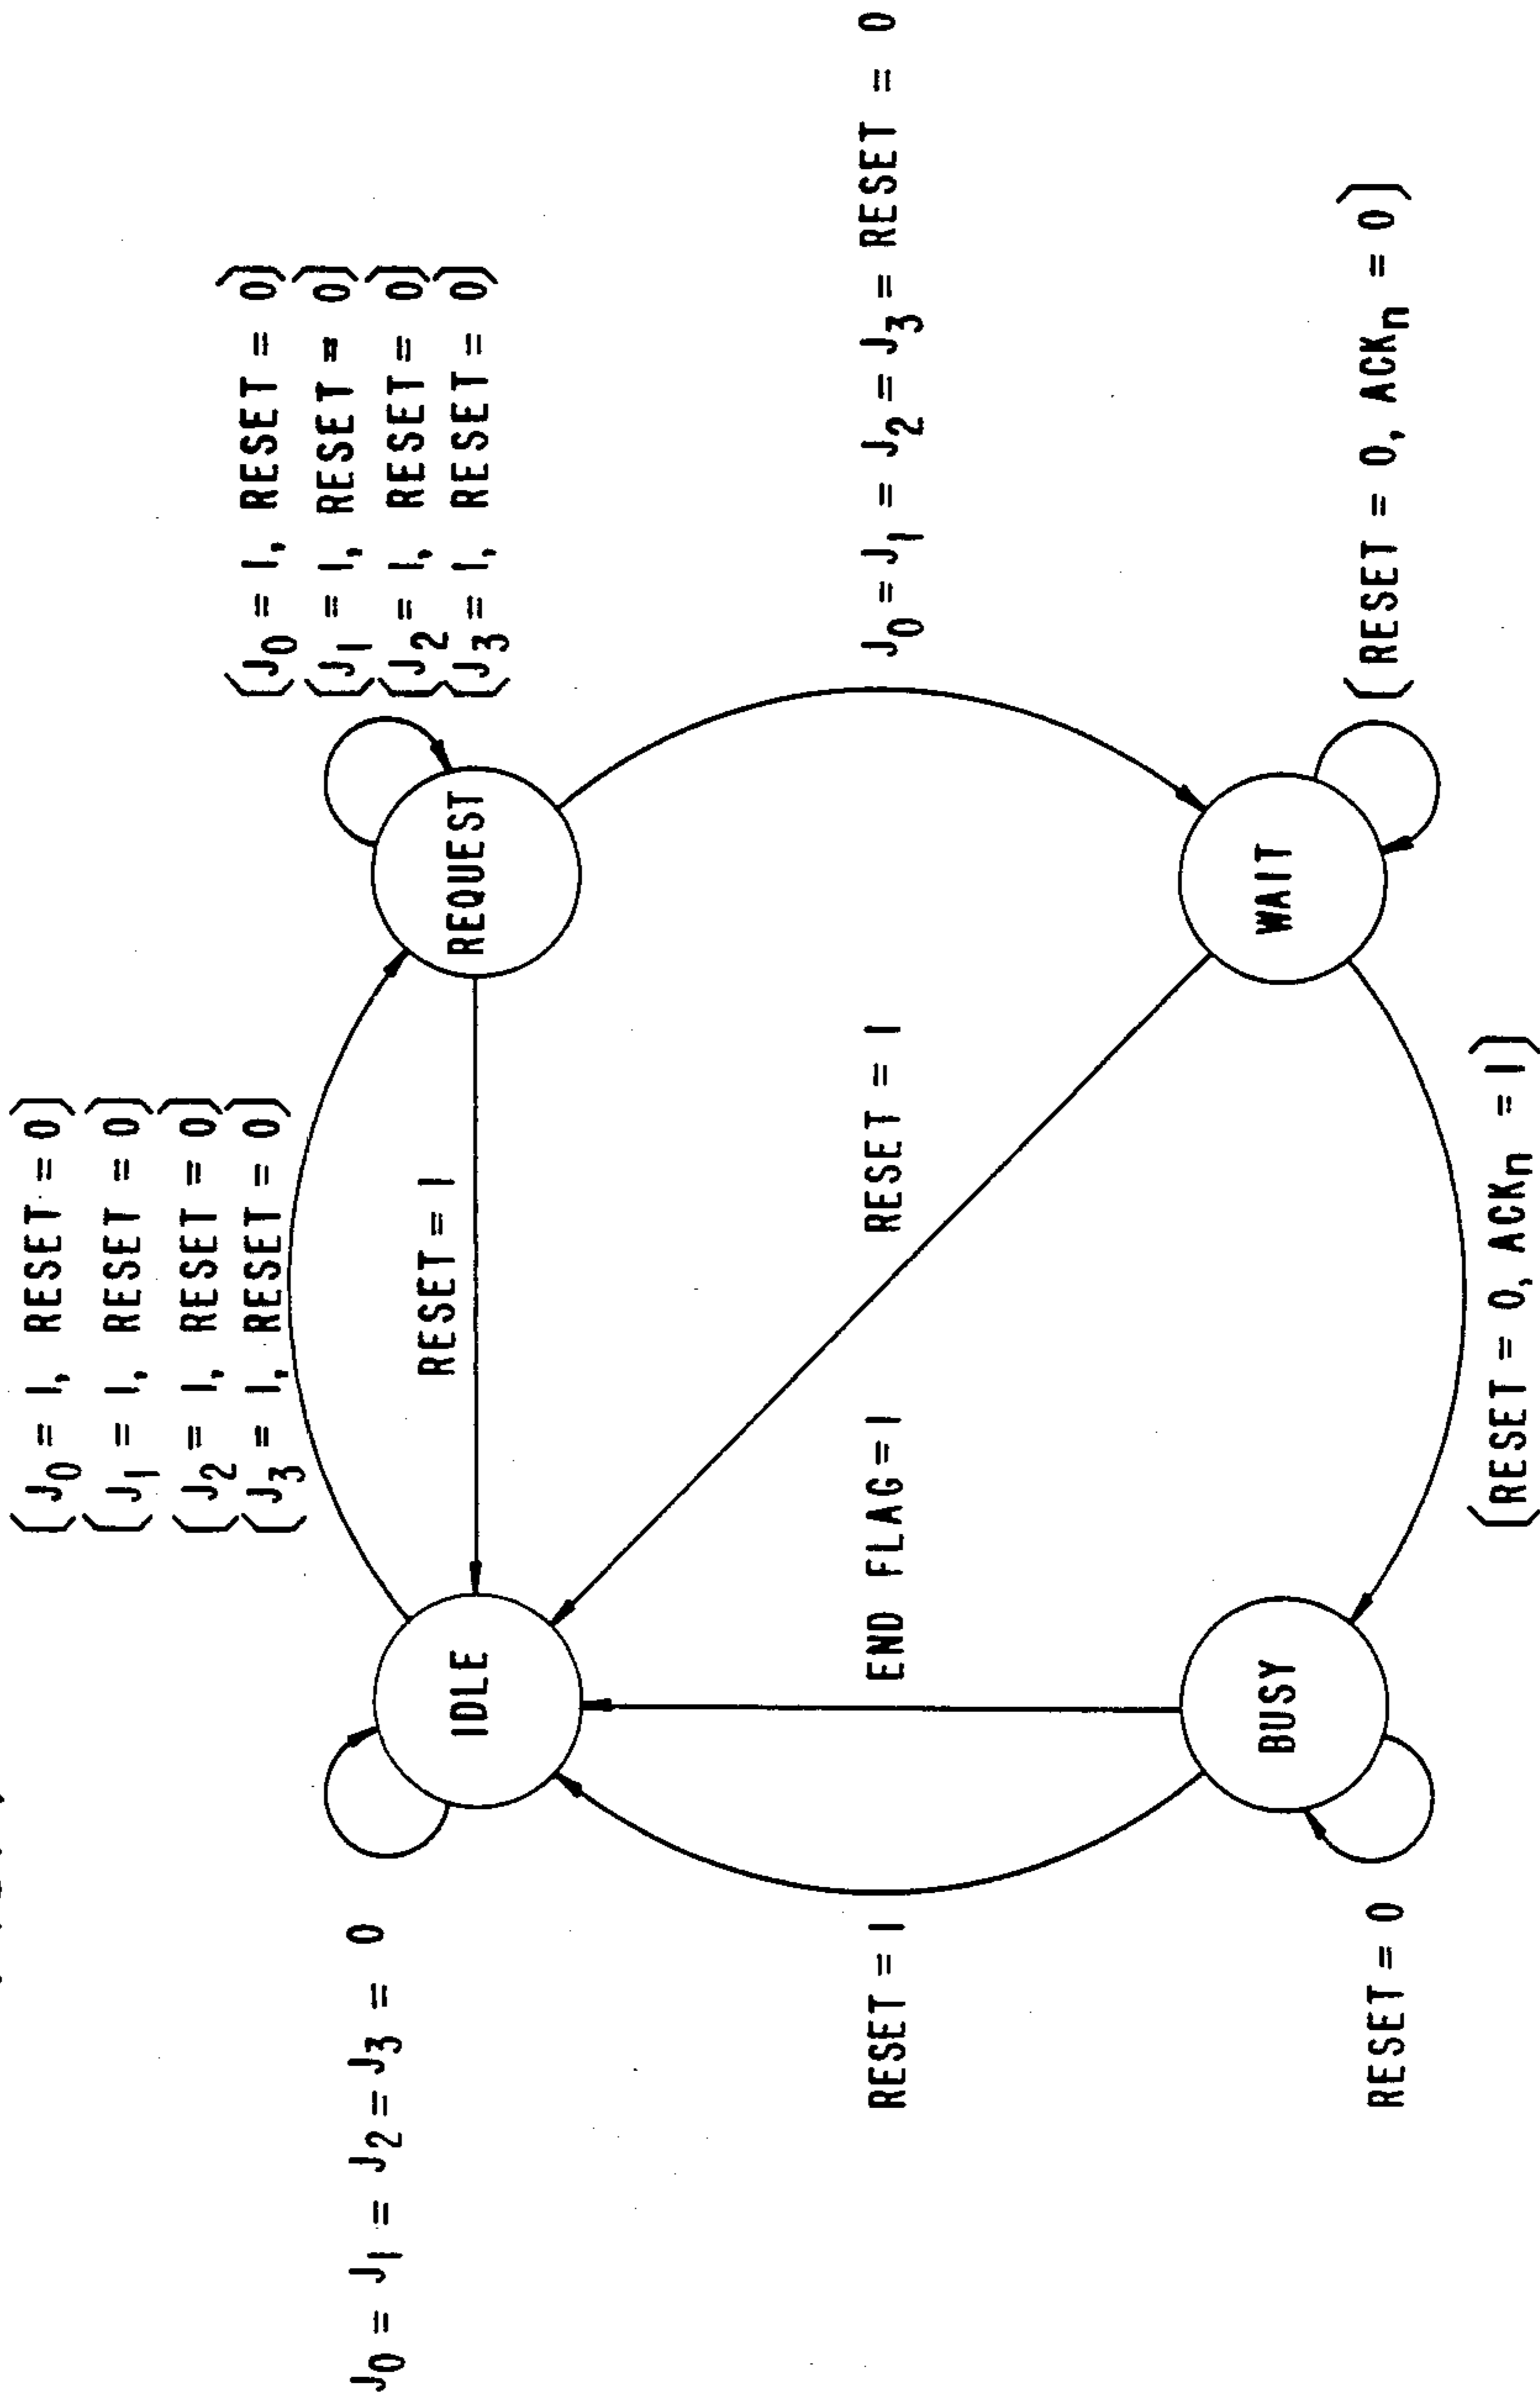 (J0 = 1, RESET = 0)
(J1 = 1, RESET = 0)
(J2 = 1, RESET = 0)
(J3 = 1, RESET = 0)
(J0 = 1, RESET = 0)
(J1 = 1, RESET = 0)
(J2 = 1, RESET = 0)
(J3 = 1, RESET = 0)
J0 = J1 = J2 = J3 = 0
IDLE
RESET = 1
REQUEST
RESET = 1
END FLAG = 1
RESET = 1
J0 = J1 = J2 = J3 = RESET = 0
BUSY
WAIT
RESET = 0
(RESET = 0, ACKn = 0)
(RESET = 0, ACKn = 1)